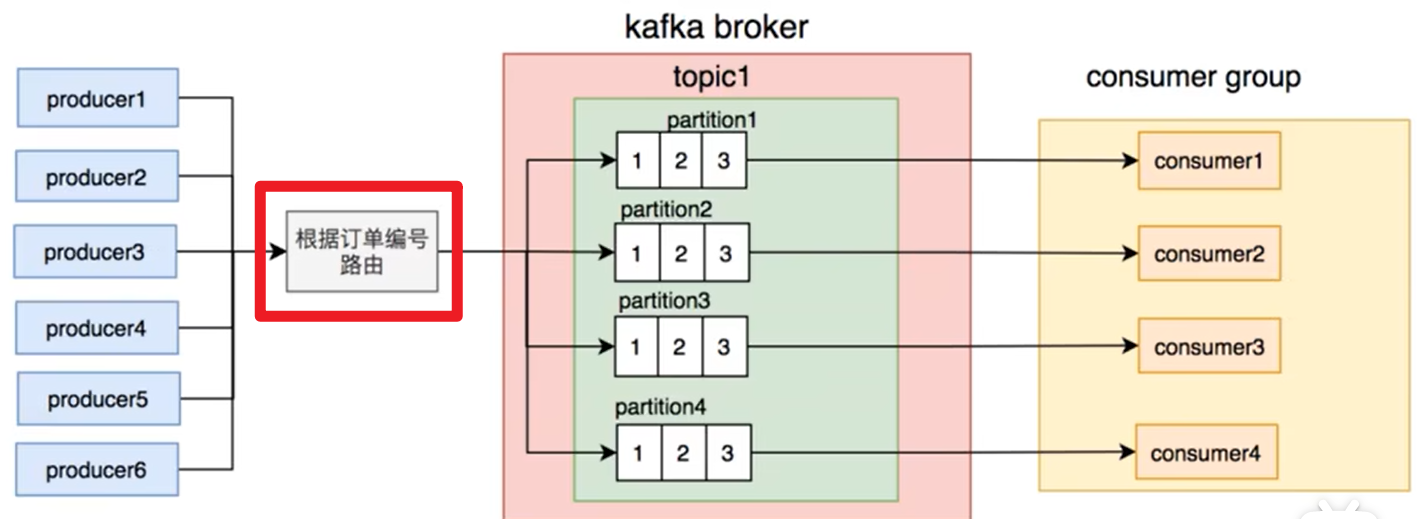 kafka broker
topic1
consumer group
producer1
producer2
producer3
producer4
producer5
producer6
根据订单编号
路由
partition1
1 2 3
partition2
1 2 3
partition3
1 2 3
partition4
1 2 3
consumer1
consumer2
consumer3
consumer4